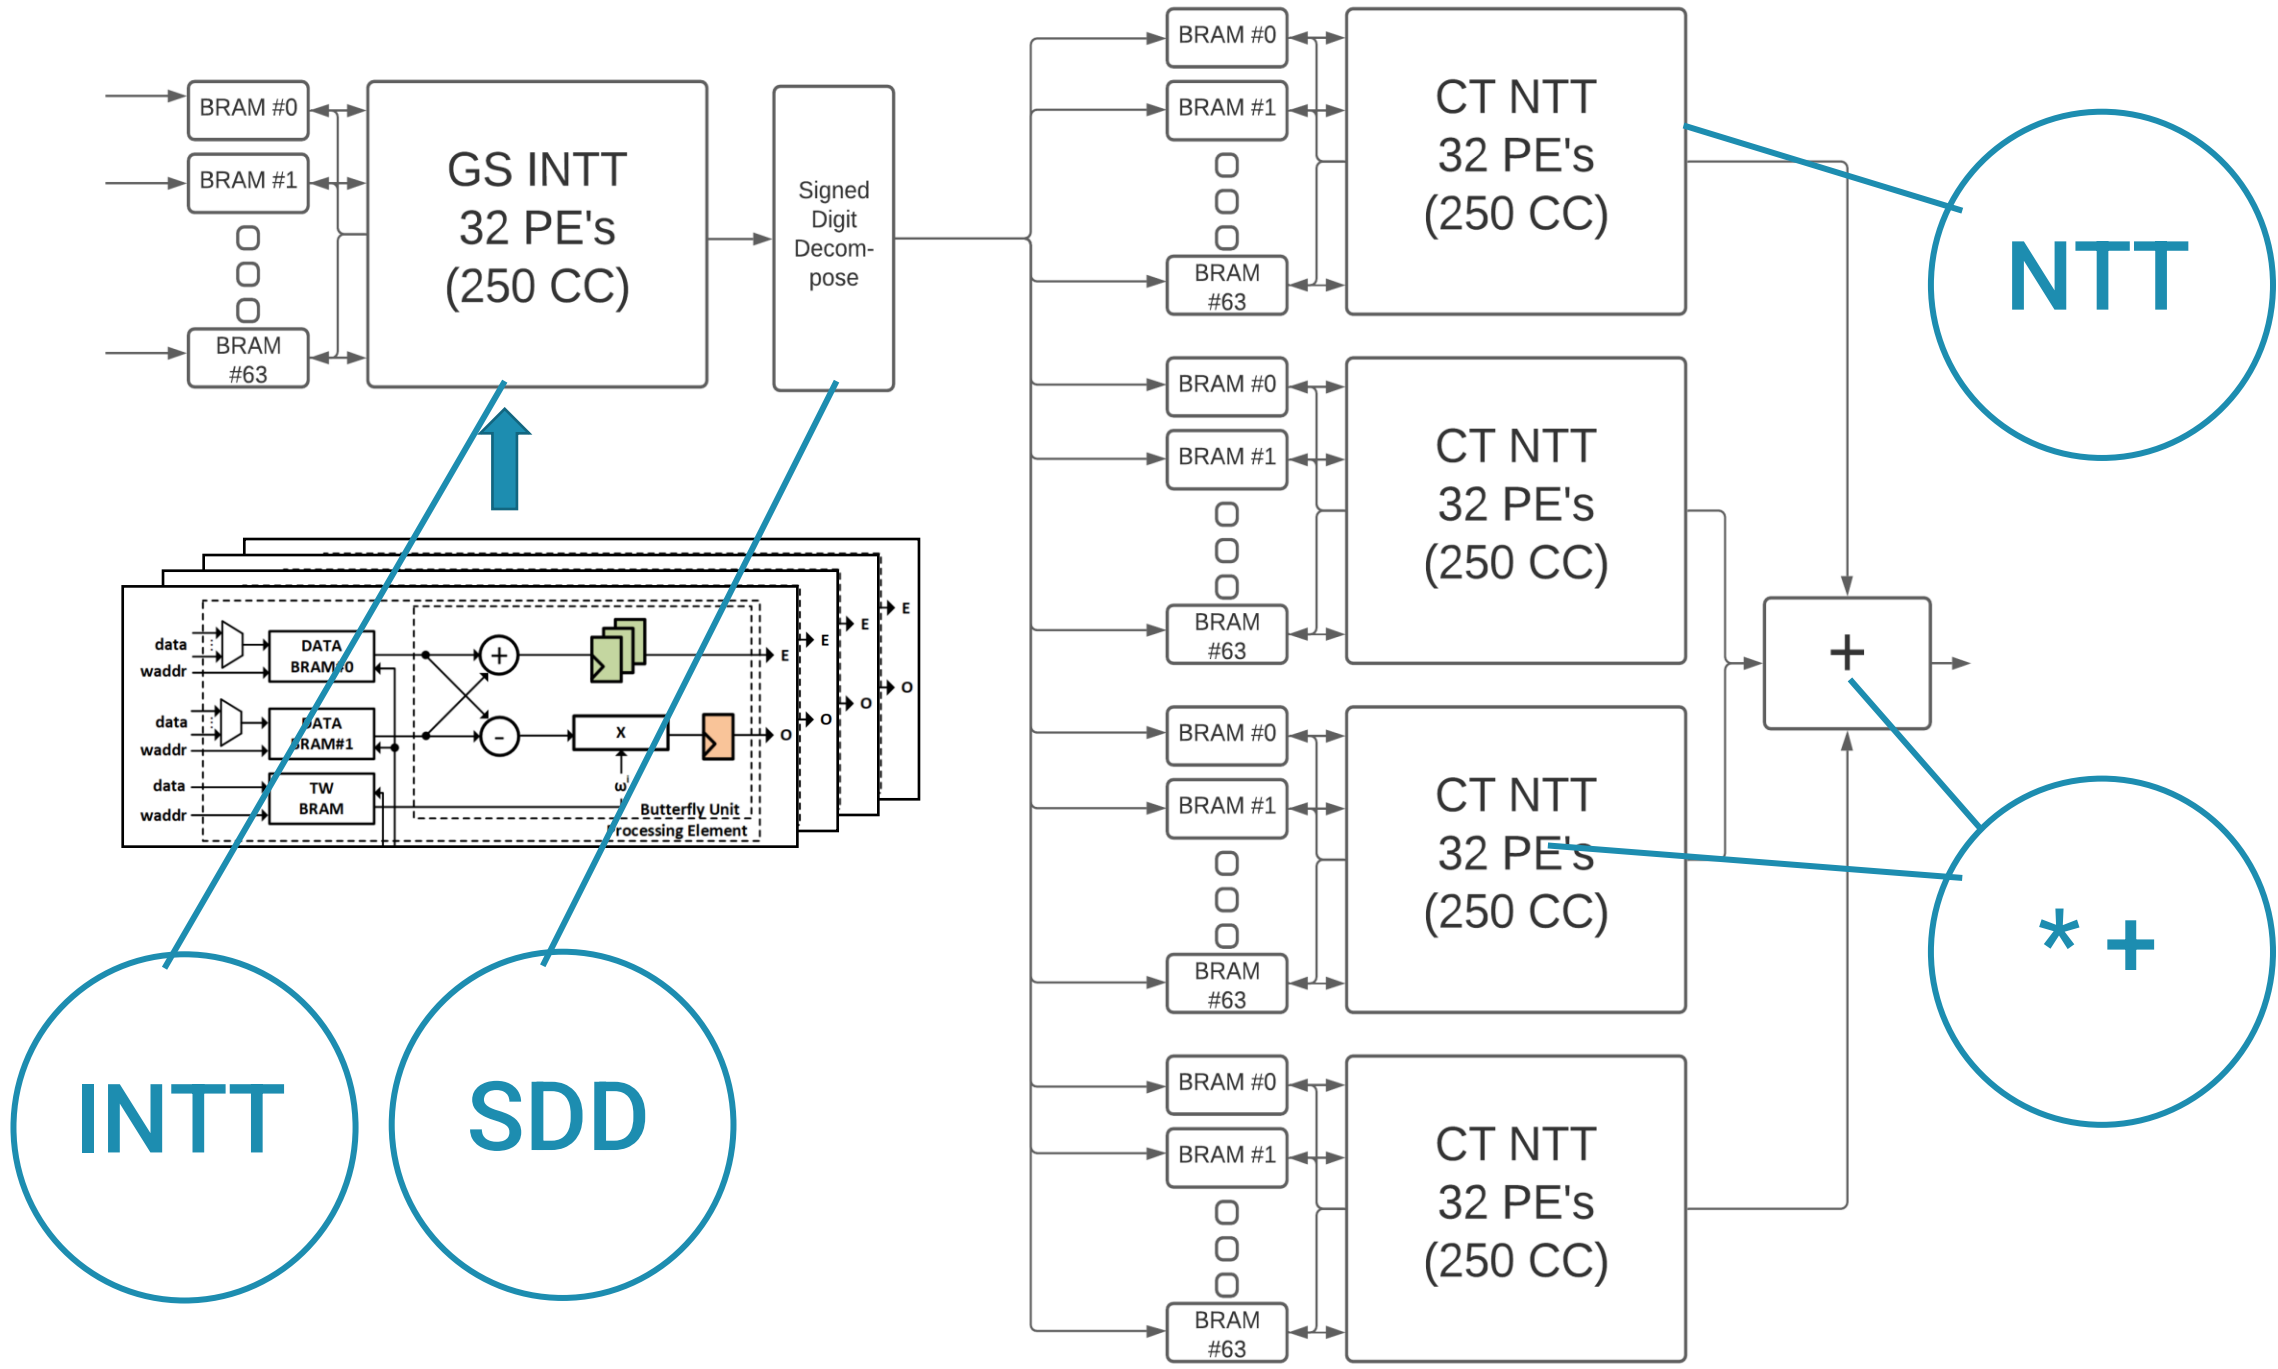 BRAM #0
BRAM #1
BRAM
#63
GS INTT
32 PE's
(250 CC)
Signed
Digit
Decom-
pose
BRAM #0
BRAM #1
BRAM
#63
CT NTT
32 PE's
(250 CC)
BRAM #0
BRAM #1
BRAM
#63
CT NTT
32 PE's
(250 CC)
BRAM #0
BRAM #1
BRAM
#63
CT NTT
32 PE's
(250 CC)
BRAM #0
BRAM #1
BRAM
#63
CT NTT
32 PE's
(250 CC)
+
NTT
* +
data
waddr
data
waddr
data
waddr
DATA
BRAM#0
DATA
BRAM#1
TW
BRAM
+
-
X
ωⁱ
Butterfly Unit
Processing Element
E
O
E
O
E
O
E
O
INTT
SDD